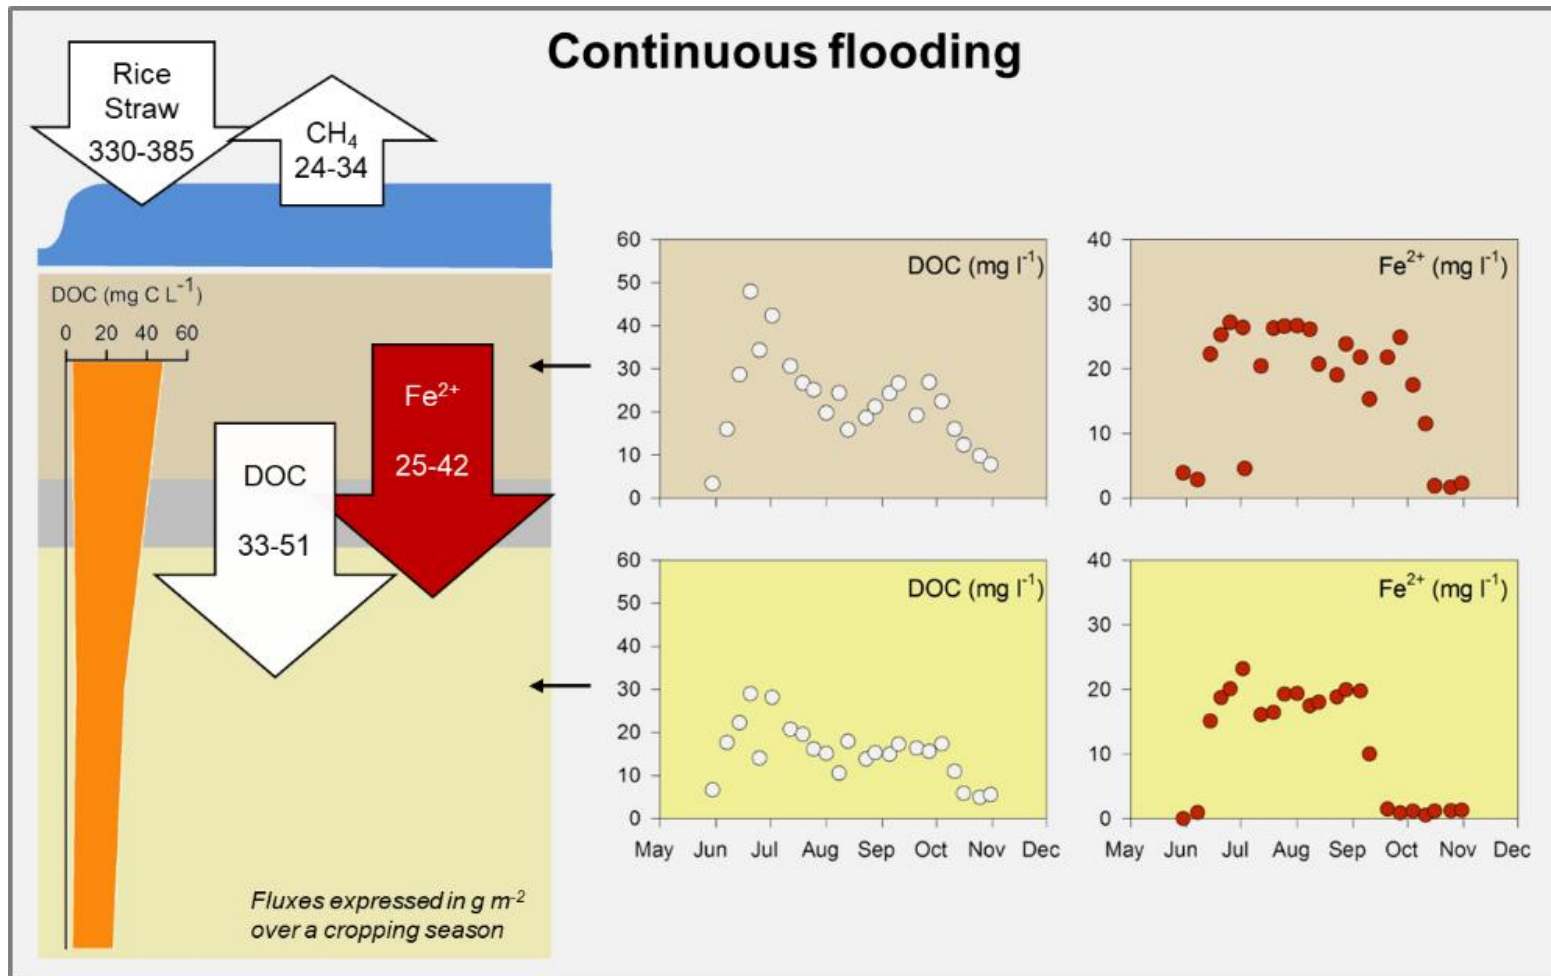 Continuous flooding
Rice
Straw
330-385
CH₄
24-34
DOC (mg C L⁻¹)
0 20 40 60
Fe²⁺
25-42
DOC
33-51
Fluxes expressed in g m⁻²
over a cropping season
DOC (mg l⁻¹)
60
50
40
30
20
10
0
Fe²⁺ (mg l⁻¹)
40
30
20
10
0
DOC (mg l⁻¹)
60
50
40
30
20
10
0
May Jun Jul Aug Sep Oct Nov Dec
Fe²⁺ (mg l⁻¹)
40
30
20
10
0
May Jun Jul Aug Sep Oct Nov Dec